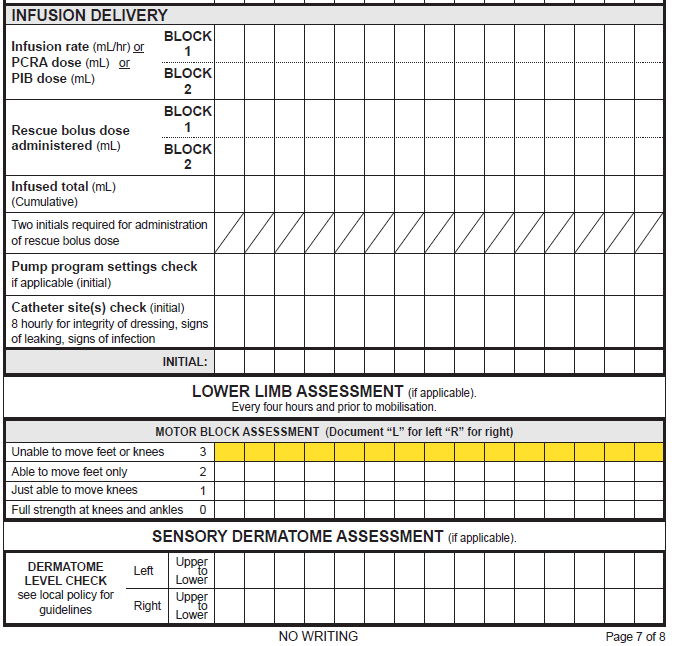 INFUSION DELIVERY
Infusion rate (mL/hr) or
PCRA dose (mL) or
PIB dose (mL)
BLOCK
1
BLOCK
2
Rescue bolus dose
administered (mL)
BLOCK
1
BLOCK
2
Infused total (mL)
(Cumulative)
Two initials required for administration
of rescue bolus dose
Pump program settings check
if applicable (initial)
Catheter site(s) check (initial)
8 hourly for integrity of dressing, signs
of leaking, signs of infection
INITIAL:
LOWER LIMB ASSESSMENT (if applicable).
Every four hours and prior to mobilisation.
MOTOR BLOCK ASSESSMENT (Document “L” for left “R” for right)
Unable to move feet or knees 3
Able to move feet only 2
Just able to move knees 1
Full strength at knees and ankles 0
SENSORY DERMATOME ASSESSMENT (if applicable).
DERMATOME
LEVEL CHECK
see local policy for
guidelines
Left
Upper
to
Lower
Right
Upper
to
Lower
NO WRITING
Page 7 of 8